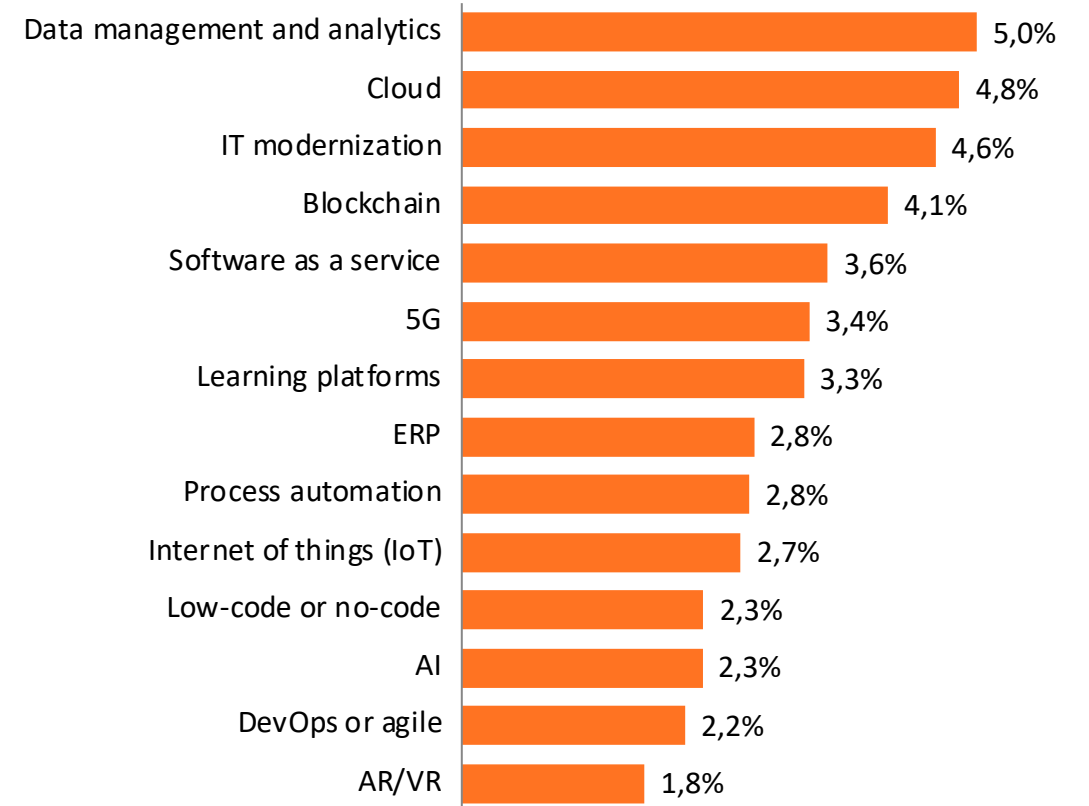 Data management and analytics 5,0%
Cloud 4,8%
IT modernization 4,6%
Blockchain 4,1%
Software as a service 3,6%
5G 3,4%
Learning platforms 3,3%
ERP 2,8%
Process automation 2,8%
Internet of things (IoT) 2,7%
Low-code or no-code 2,3%
AI 2,3%
DevOps or agile 2,2%
AR/VR 1,8%